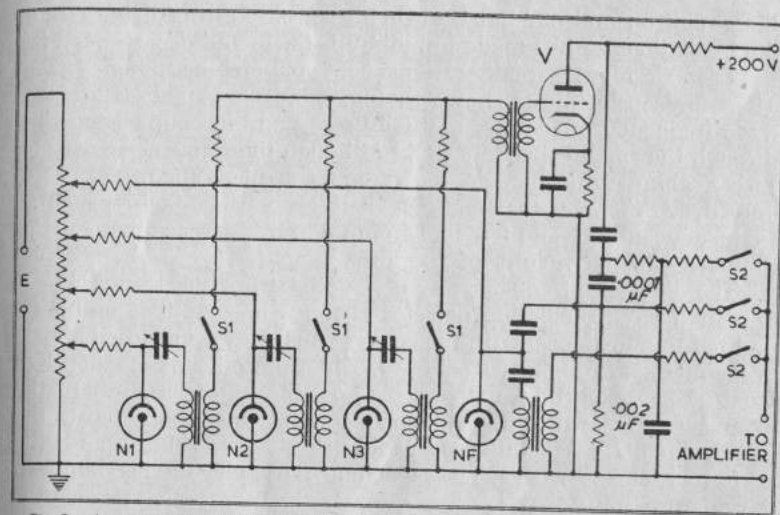 V
+200V
E
S1
S1
S1
.0001
μF
S2
S2
S2
N1
N2
N3
NF
.002
μF
TO
AMPLIFIER